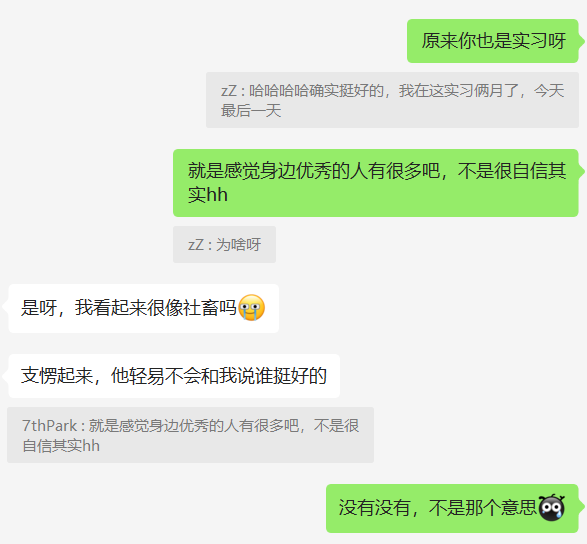 原来你也是实习呀
zZ : 哈哈哈哈确实挺好的，我在这实习俩月了，今天
最后一天
就是感觉身边优秀的人有很多吧，不是很自信其
实hh
zZ : 为啥呀
是呀，我看起来很像社畜吗
支愣起来，他轻易不会和我说谁挺好的
7thPark : 就是感觉身边优秀的人有很多吧，不是很
自信其实hh
没有没有，不是那个意思